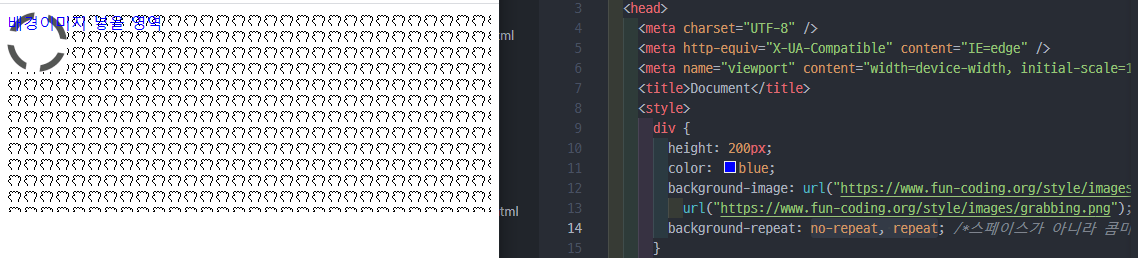 배경이미지 넣을 영역
tml
tml
3 <head>
4 <meta charset="UTF-8" />
5 <meta http-equiv="X-UA-Compatible" content="IE=edge" />
6 <meta name="viewport" content="width=device-width, initial-scale=1
7 <title>Document</title>
8 <style>
9 div {
10 height: 200px;
11 color: blue;
12 background-image: url("https://www.fun-coding.org/style/images
13 url("https://www.fun-coding.org/style/images/grabbing.png");
14 background-repeat: no-repeat, repeat; /*스페이스가 아니라 콤마
15 }